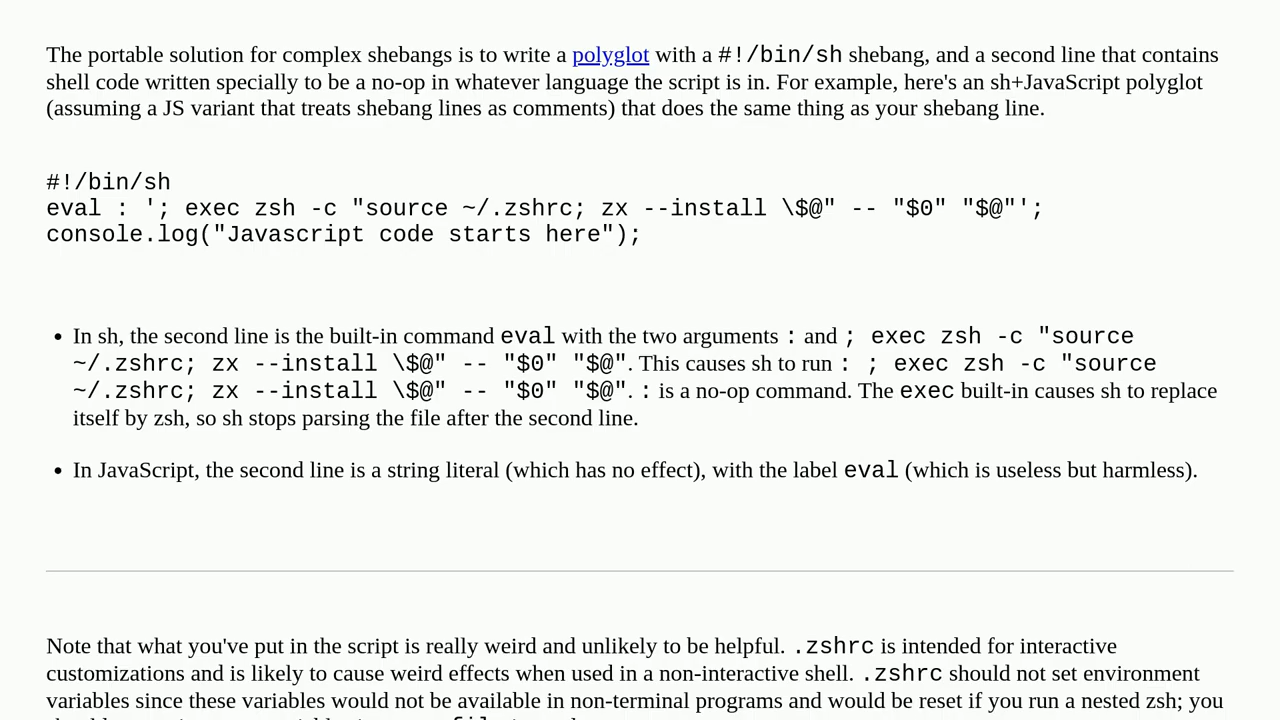 The portable solution for complex shebangs is to write a polyglot with a #!/bin/sh shebang, and a second line that contains
shell code written specially to be a no-op in whatever language the script is in. For example, here's an sh+JavaScript polyglot
(assuming a JS variant that treats shebang lines as comments) that does the same thing as your shebang line.
#!/bin/sh
eval : '; exec zsh -c "source ~/.zshrc; zx --install \$@" -- "$0" "$@"';
console.log("Javascript code starts here");
• In sh, the second line is the built-in command eval with the two arguments : and ; exec zsh -c "source
~/.zshrc; zx --install \$@" -- "$0" "$@". This causes sh to run : ; exec zsh -c "source
~/.zshrc; zx --install \$@" -- "$0" "$@". : is a no-op command. The exec built-in causes sh to replace
itself by zsh, so sh stops parsing the file after the second line.
• In JavaScript, the second line is a string literal (which has no effect), with the label eval (which is useless but harmless).
Note that what you've put in the script is really weird and unlikely to be helpful. .zshrc is intended for interactive
customizations and is likely to cause weird effects when used in a non-interactive shell. .zshrc should not set environment
variables since these variables would not be available in non-terminal programs and would be reset if you run a nested zsh; you